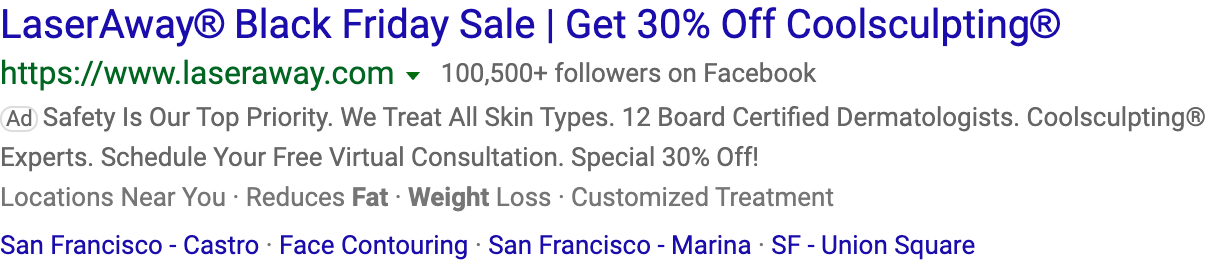 LaserAway® Black Friday Sale | Get 30% Off Coolsculpting®
https://www.laseraway.com 100,500+ followers on Facebook
Ad Safety Is Our Top Priority. We Treat All Skin Types. 12 Board Certified Dermatologists. Coolsculpting®
Experts. Schedule Your Free Virtual Consultation. Special 30% Off!
Locations Near You · Reduces Fat · Weight Loss · Customized Treatment
San Francisco - Castro · Face Contouring · San Francisco - Marina · SF - Union Square